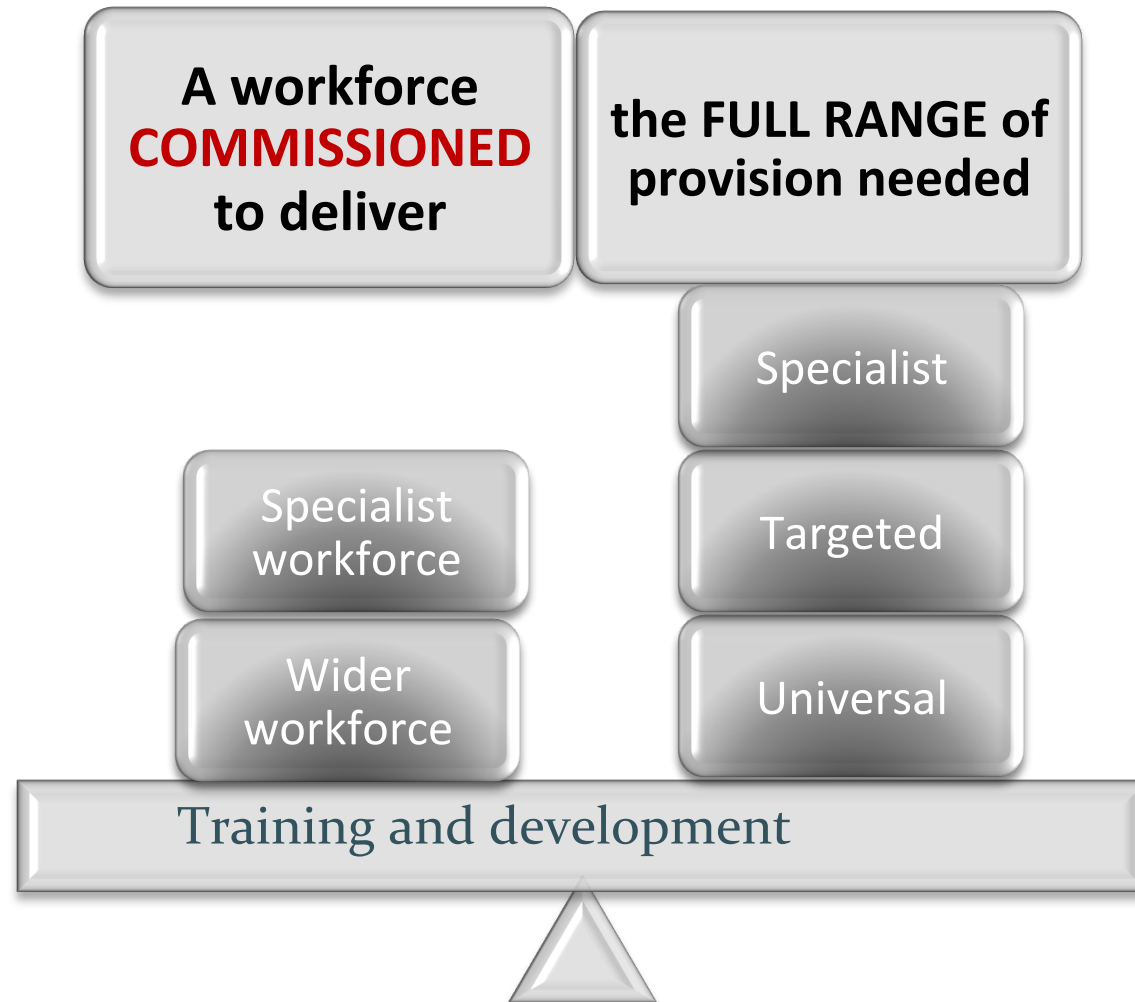 A workforce
COMMISSIONED
to deliver
the FULL RANGE of
provision needed
Specialist
Specialist
workforce
Targeted
Wider
workforce
Universal
Training and development